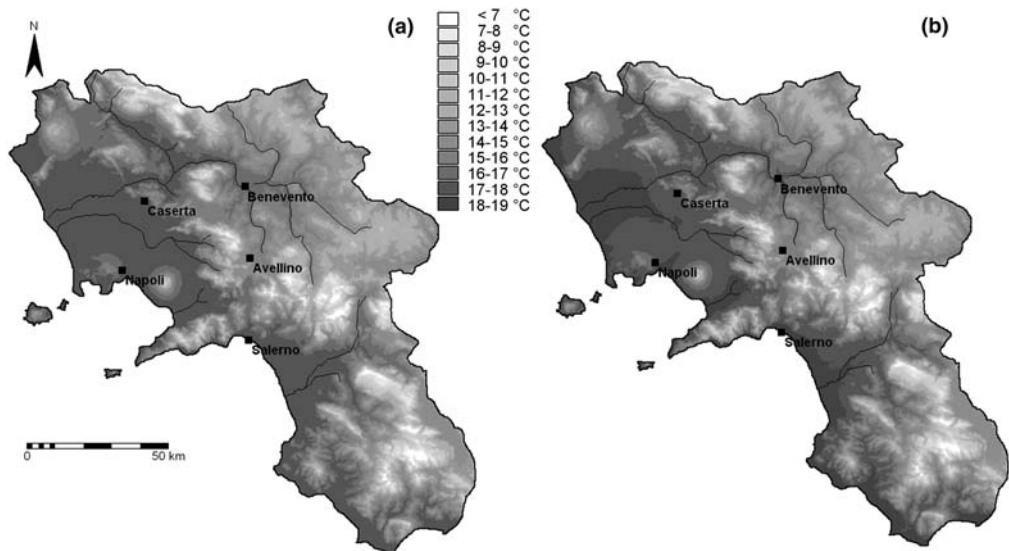 N
(a)
< 7 °C
7-8 °C
8-9 °C
9-10 °C
10-11 °C
11-12 °C
12-13 °C
13-14 °C
14-15 °C
15-16 °C
16-17 °C
17-18 °C
18-19 °C
(b)
Benevento
Caserta
Avellino
Napoli
Salerno
0 50 km
Benevento
Caserta
Avellino
Napoli
Salerno